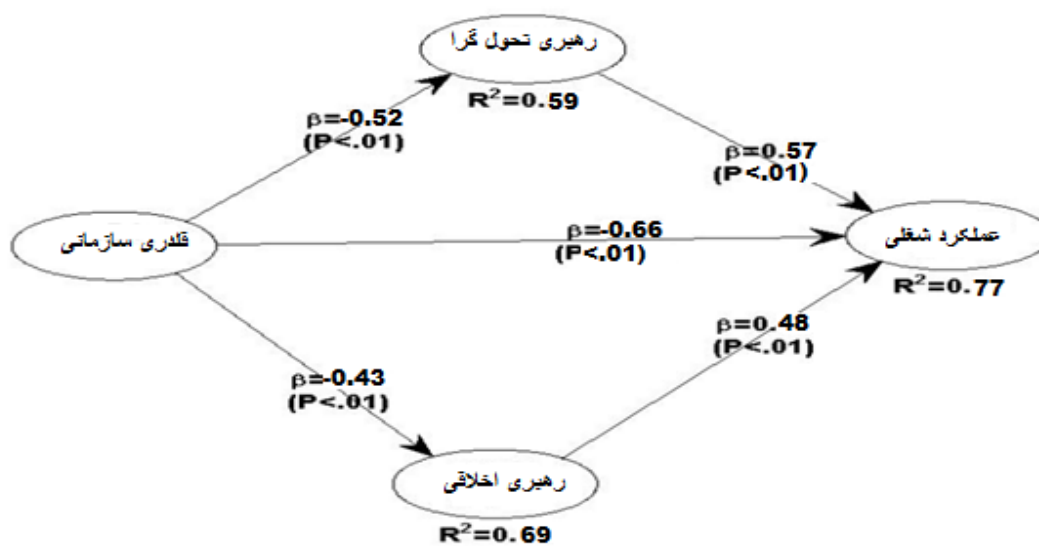 رهبری تحول گرا
R²=0.59
β=-0.52
(P<.01)
β=0.57
(P<.01)
قلدری سازمانی
β=-0.66
(P<.01)
عملکرد شغلی
R²=0.77
β=0.48
(P<.01)
β=-0.43
(P<.01)
رهبری اخلاقی
R²=0.69